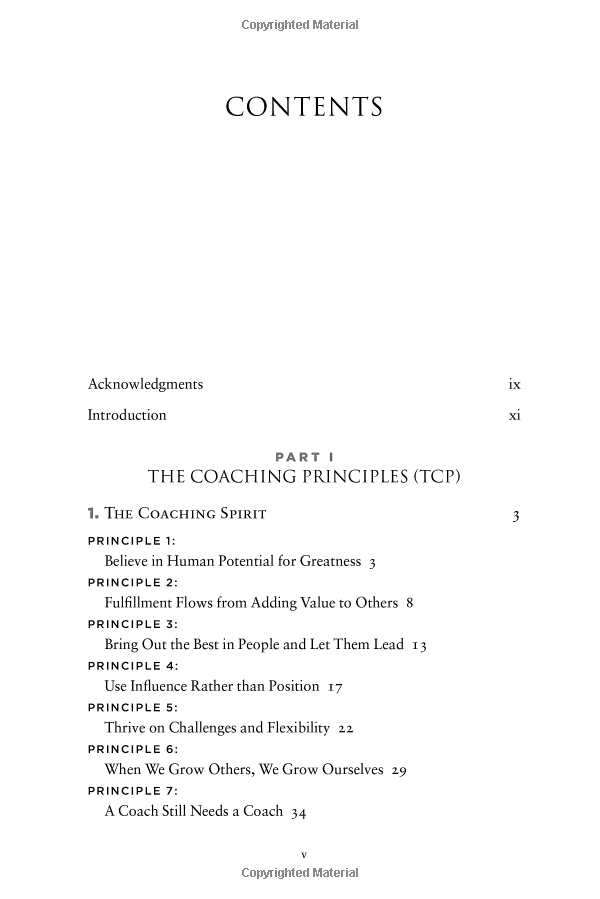 Copyrighted Material
CONTENTS
Acknowledgments ix
Introduction xi
PART I
THE COACHING PRINCIPLES (TCP)
1. THE COACHING SPIRIT 3
PRINCIPLE 1:
Believe in Human Potential for Greatness 3
PRINCIPLE 2:
Fulfillment Flows from Adding Value to Others 8
PRINCIPLE 3:
Bring Out the Best in People and Let Them Lead 13
PRINCIPLE 4:
Use Influence Rather than Position 17
PRINCIPLE 5:
Thrive on Challenges and Flexibility 22
PRINCIPLE 6:
When We Grow Others, We Grow Ourselves 29
PRINCIPLE 7:
A Coach Still Needs a Coach 34
v
Copyrighted Material